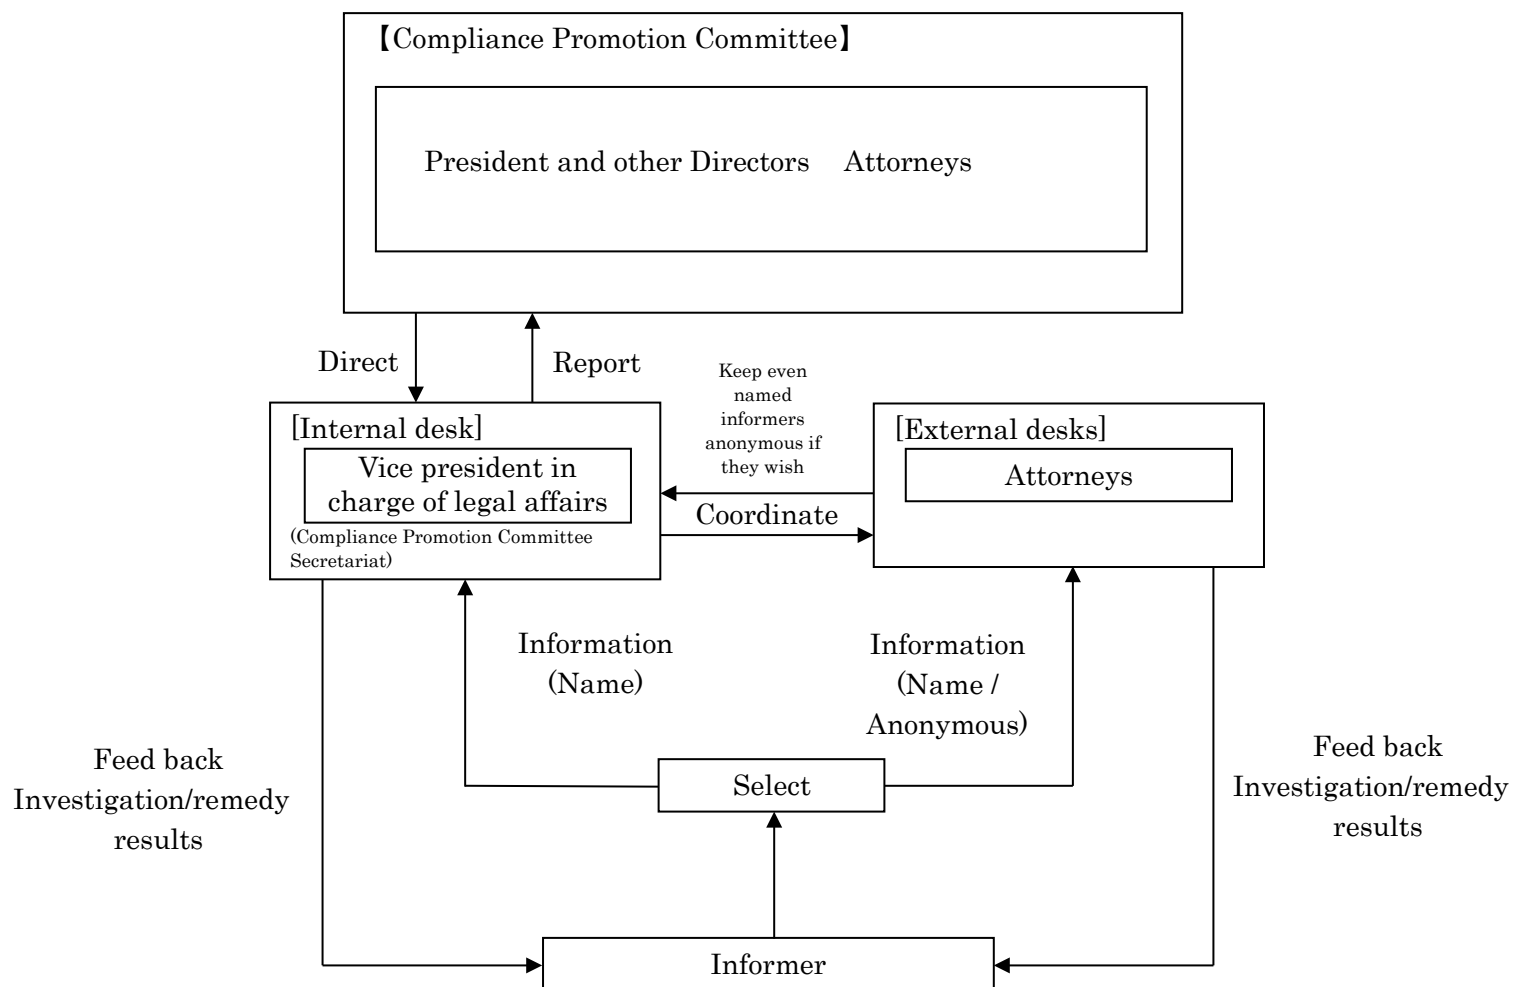 【Compliance Promotion Committee】
President and other Directors Attorneys
Direct
Report
Keep even
named
informers
anonymous if
they wish
[Internal desk]
Vice president in
charge of legal affairs
(Compliance Promotion Committee
Secretariat)
[External desks]
Attorneys
Coordinate
Information
(Name)
Information
(Name /
Anonymous)
Feed back
Investigation/remedy
results
Select
Feed back
Investigation/remedy
results
Informer